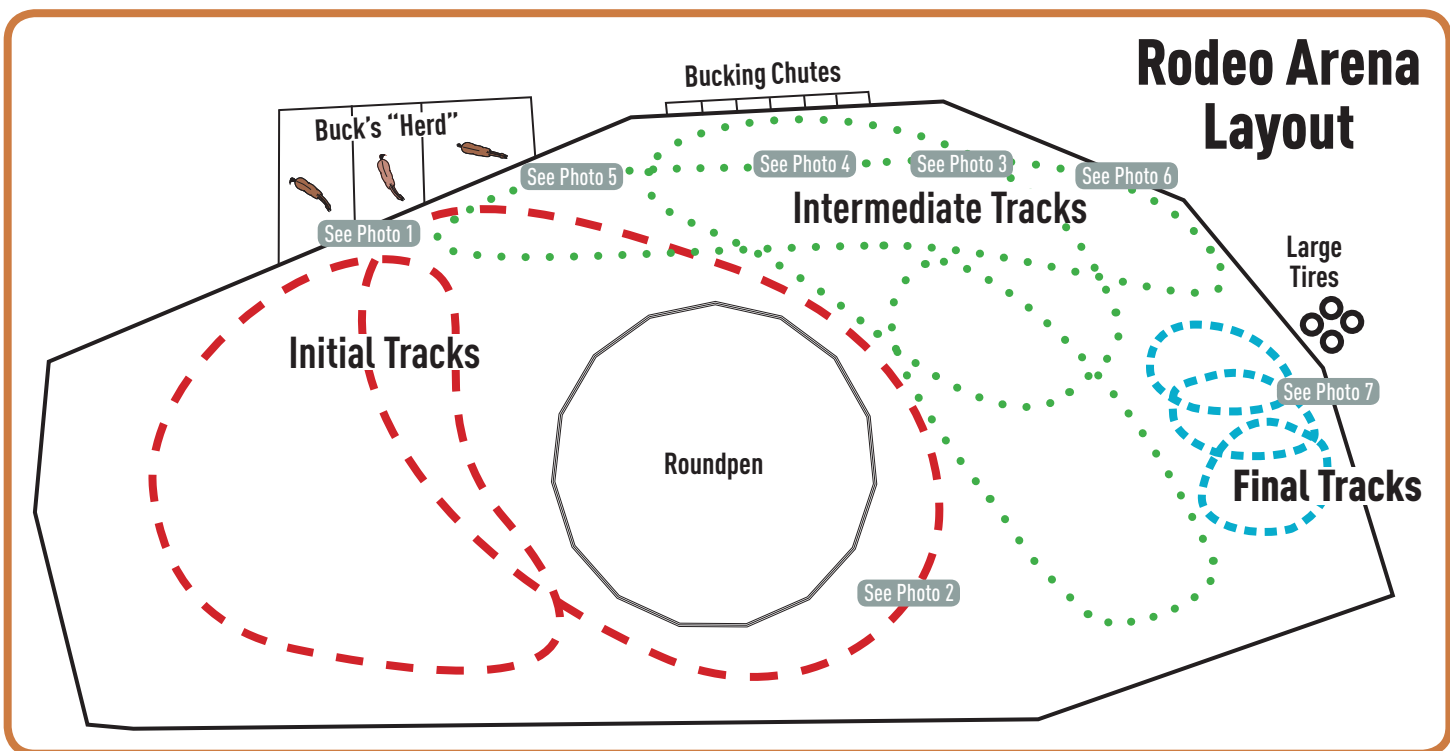 Rodeo Arena
Layout
Bucking Chutes
Buck's "Herd"
See Photo 5
See Photo 4
See Photo 3
See Photo 6
Intermediate Tracks
See Photo 1
Large
Tires
Initial Tracks
See Photo 7
Roundpen
Final Tracks
See Photo 2